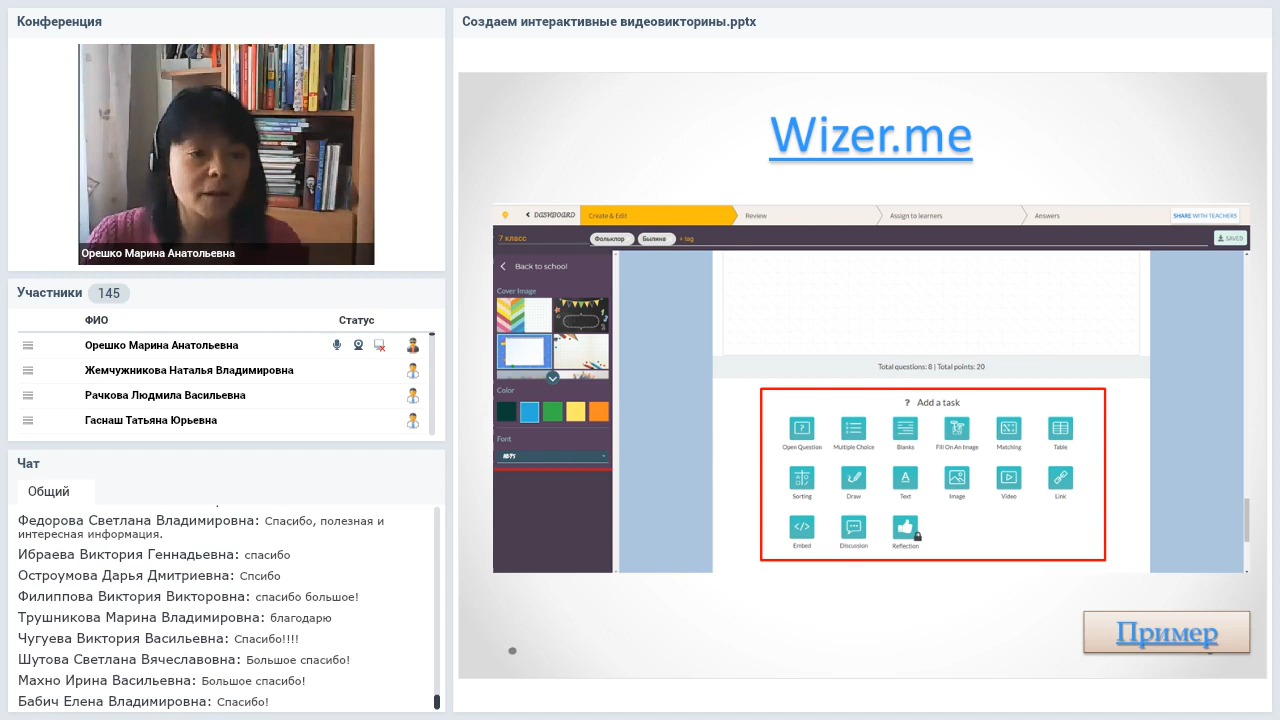 Конференция
Орешко Марина Анатольевна
Участники 145
ФИО Статус
Орешко Марина Анатольевна
Жемчужникова Наталья Владимировна
Рачкова Людмила Васильевна
Гаснаш Татьяна Юрьевна
Чат
Общий
Федорова Светлана Владимировна: Спасибо, полезная и
интересная информация.
Ибраева Виктория Геннадьевна: спасибо
Остроумова Дарья Дмитриевна: Спсибо
Филиппова Виктория Викторовна: спасибо большое!
Трушникова Марина Владимировна: благодарю
Чугуева Виктория Васильевна: Спасибо!!!!
Шутова Светлана Вячеславовна: Большое спасибо!
Махно Ирина Васильевна: Большое спасибо!
Бабич Елена Владимировна: Спасибо!
Создаем интерактивные видеовикторины.pptx
Wizer.me
DASHBOARD Create & Edit Review Assign to learners Answers SHARE WITH TEACHERS
7 класс Фольклор Былина + tag SAVED
Back to school
Cover Image
Color
Font
Total questions: 8 | Total points: 20
? Add a task
Open Question Multiple Choice Blanks Fill On An Image Matching Table
Sorting Draw Text Image Video Link
Embed Discussion Reflection
Пример